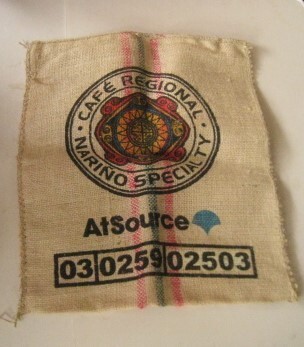 · CAFÉ REGIONAL ·
NARIÑO SPECIALTY
AtSource
03 0259 02503